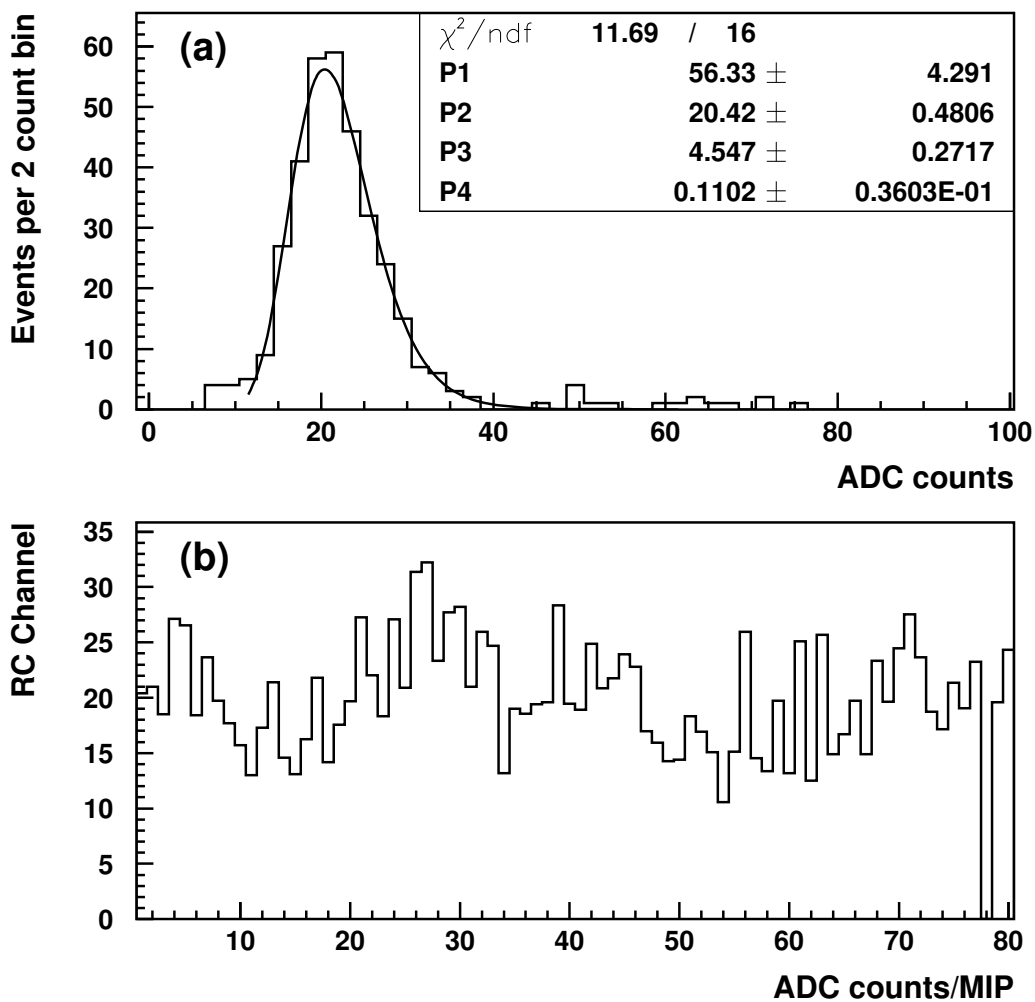 (a)
χ²/ndf 11.69 / 16
P1 56.33 ± 4.291
P2 20.42 ± 0.4806
P3 4.547 ± 0.2717
P4 0.1102 ± 0.3603E-01
Events per 2 count bin
60
50
40
30
20
10
0
0 20 40 60 80 100
ADC counts
(b)
RC Channel
35
30
25
20
15
10
5
0
10 20 30 40 50 60 70 80
ADC counts/MIP